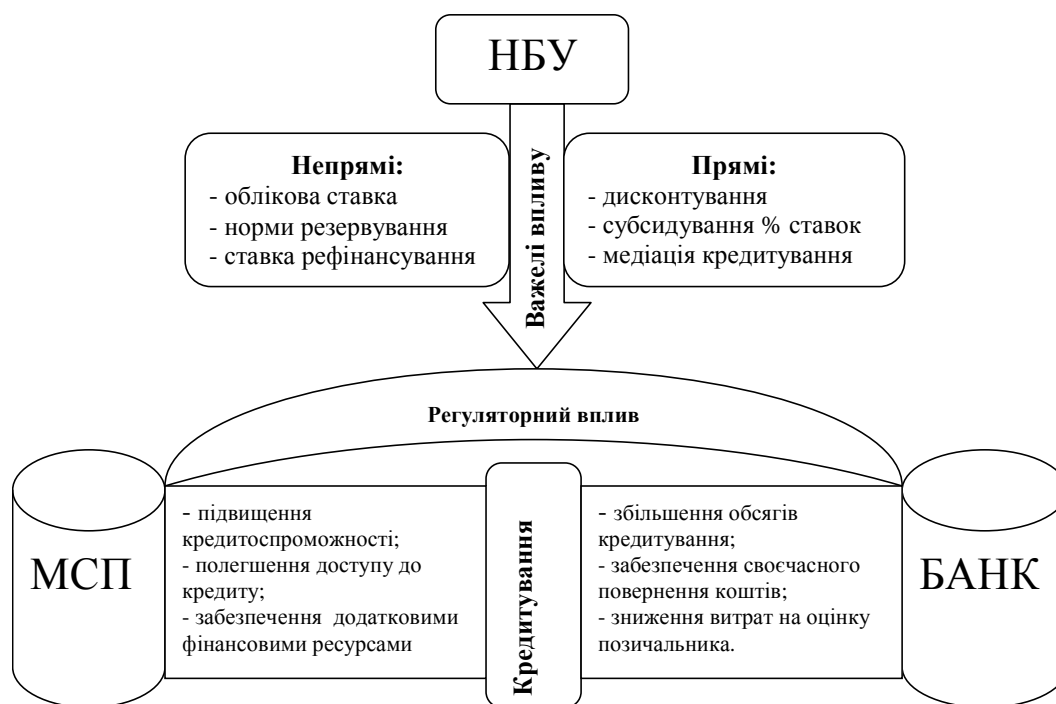 НБУ
Непрямі:
- облікова ставка
- норми резервування
- ставка рефінансування
Важелі впливу
Прямі:
- дисконтування
- субсидування % ставок
- медіація кредитування
Регуляторний вплив
МСП
- підвищення
кредитоспроможності;
- полегшення доступу до
кредиту;
- забезпечення додатковими
фінансовими ресурсами
Кредитування
- збільшення обсягів
кредитування;
- забезпечення своєчасного
повернення коштів;
- зниження витрат на оцінку
позичальника.
БАНК